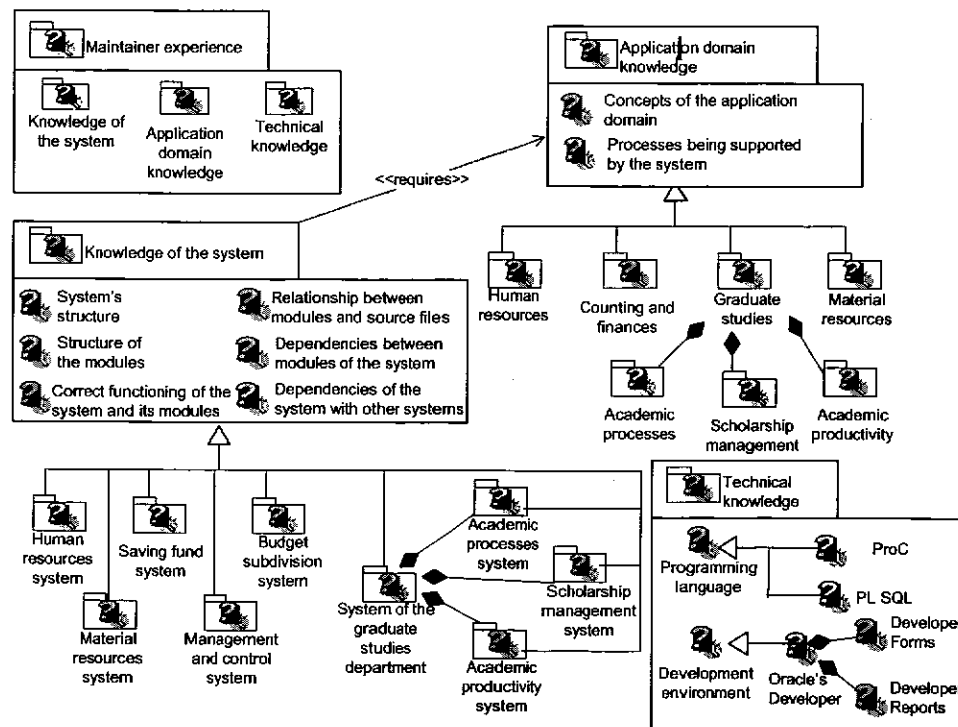 Maintainer experience
Knowledge of
the system
Application
domain
knowledge
Technical
knowledge
Application domain
knowledge
Concepts of the application
domain
Processes being supported
by the system
<<requires>>
Knowledge of the system
System's
structure
Relationship between
modules and source files
Structure of
the modules
Dependencies between
modules of the system
Correct functioning of the
system and its modules
Dependencies of the
system with other systems
Human
resources
Counting and
finances
Graduate
studies
Material
resources
Academic
processes
Scholarship
management
Academic
productivity
Human
resources
system
Saving fund
system
Budget
subdivision
system
Academic
processes
system
Material
resources
system
Management
and control
system
System of the
graduate
studies
department
Scholarship
management
system
Academic
productivity
system
Technical
knowledge
Programming
language
ProC
PL SQL
Development
environment
Oracle's
Developer
Developer
Forms
Developer
Reports